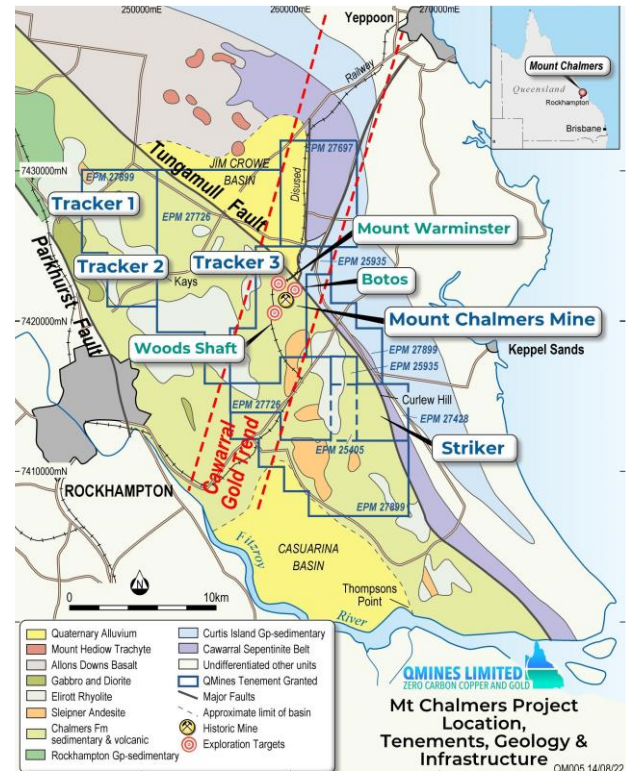 250000mE
260000mE
270000mE
Yeppoon
Railway
Mount Chalmers
Queensland
Rockhampton
Brisbane
7430000mN
Tungamull Fault
JIM CROWE
BASIN
Disused
EPM 27697
EPM 27899
EPM 27726
Tracker 1
Mount Warminster
Tracker 2
Kays
Tracker 3
EPM 25935
Botos
Parkhurst Fault
7420000mN
Mount Chalmers Mine
Woods Shaft
EPM 27899
EPM 25935
Keppel Sands
Curlew Hill
EPM 27726
EPM 27428
Striker
Cawarral
Gold Trend
EPM 25405
7410000mN
ROCKHAMPTON
EPM 27899
Fitzroy
River
CASUARINA
BASIN
Thompsons
Point
N
0
10km
Quaternary Alluvium
Mount Hediow Trachyte
Allons Downs Basalt
Gabbro and Diorite
Elirott Rhyolite
Sleipner Andesite
Chalmers Fm
sedimentary & volcanic
Rockhampton Gp-sedimentary
Curtis Island Gp-sedimentary
Cawarral Sepentinite Belt
Undifferentiated other units
QMines Tenement Granted
Major Faults
Approximate limit of basin
Historic Mine
Exploration Targets
QMINES LIMITED
ZERO CARBON COPPER AND GOLD
Mt Chalmers Project
Location,
Tenements, Geology &
Infrastructure
QM005 14/08/22